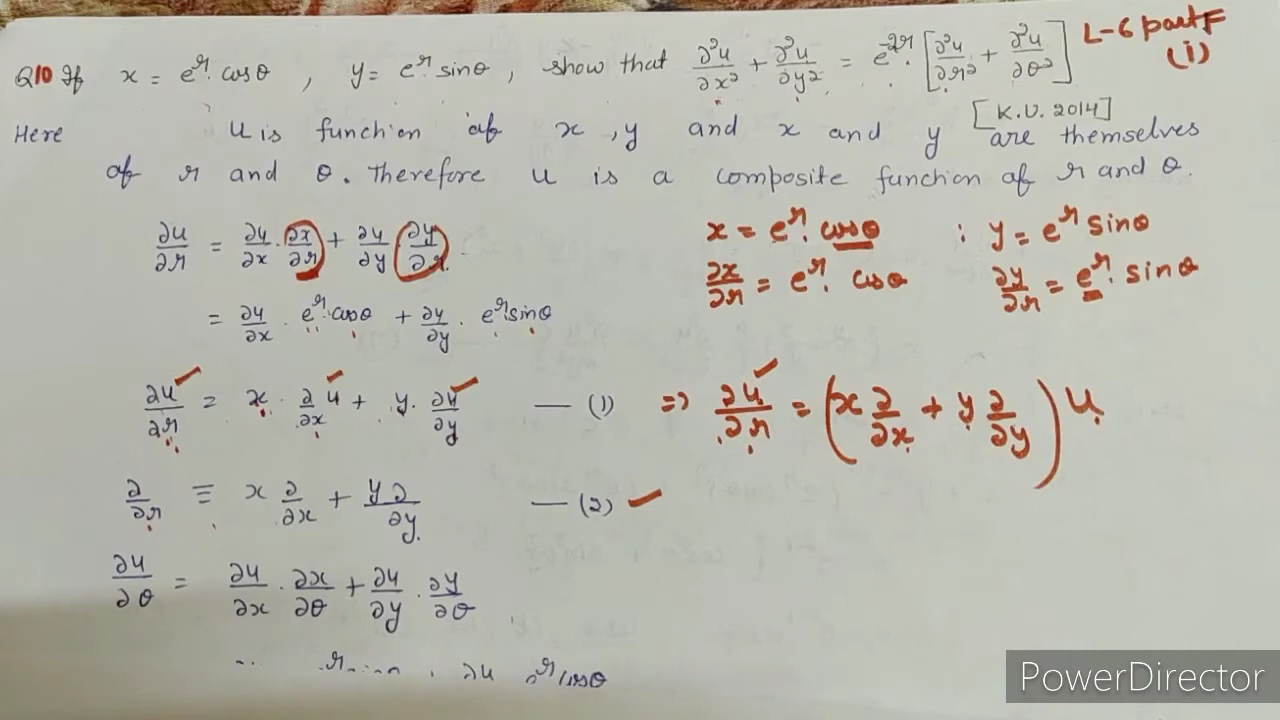 Q10 If x = e^r. cosθ , y = e^r sinθ , show that ∂²u/∂x² + ∂²u/∂y² = e^-2r. [∂²u/∂r² + ∂²u/∂θ²] L-6 part F
(i)
[K.U. 2014]
Here u is function of x , y and x and y are themselves
of r and θ. Therefore u is a composite function of r and θ.
∂u/∂r = ∂u/∂x . ∂x/∂r + ∂u/∂y . ∂y/∂r
x = e^r. cosθ : y = e^r sinθ
∂x/∂r = e^r. cosθ ∂y/∂r = e^r. sinθ
= ∂u/∂x . e^r. cosθ + ∂u/∂y . e^r. sinθ
∂u/∂r = x . ∂u/∂x + y . ∂u/∂y — (1) => ∂u/∂r = (x ∂/∂x + y ∂/∂y) u
∂/∂r ≡ x ∂/∂x + y∂/∂y — (2)
∂u/∂θ = ∂u/∂x . ∂x/∂θ + ∂u/∂y . ∂y/∂θ
∂u e^r cosθ
PowerDirector